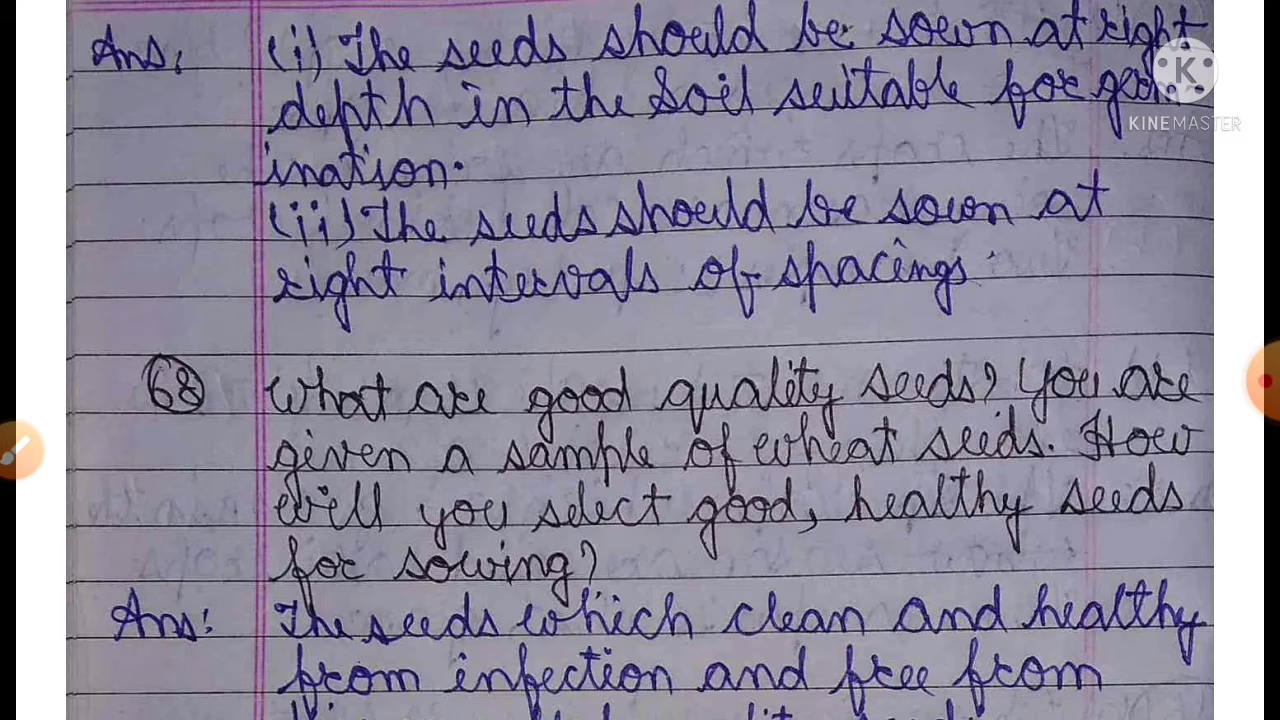 Ans, (i) The seeds should be sown at right
depth in the Soil suitable for
ination.
(ii) The seeds should be sown at
right intervals of spacings
68 What are good quality seeds? You are
given a sample of wheat seeds. How
will you select good, healthy seeds
for sowing?
Ans: The seeds which clean and healthy
from infection and free from
K
KINEMASTER